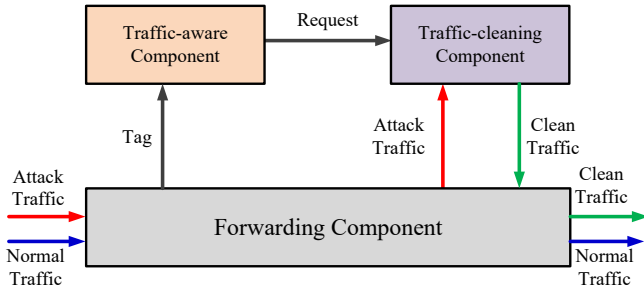 Traffic-aware
Component
Request
Traffic-cleaning
Component
Tag
Attack
Traffic
Clean
Traffic
Attack
Traffic
Forwarding Component
Clean
Traffic
Normal
Traffic
Normal
Traffic